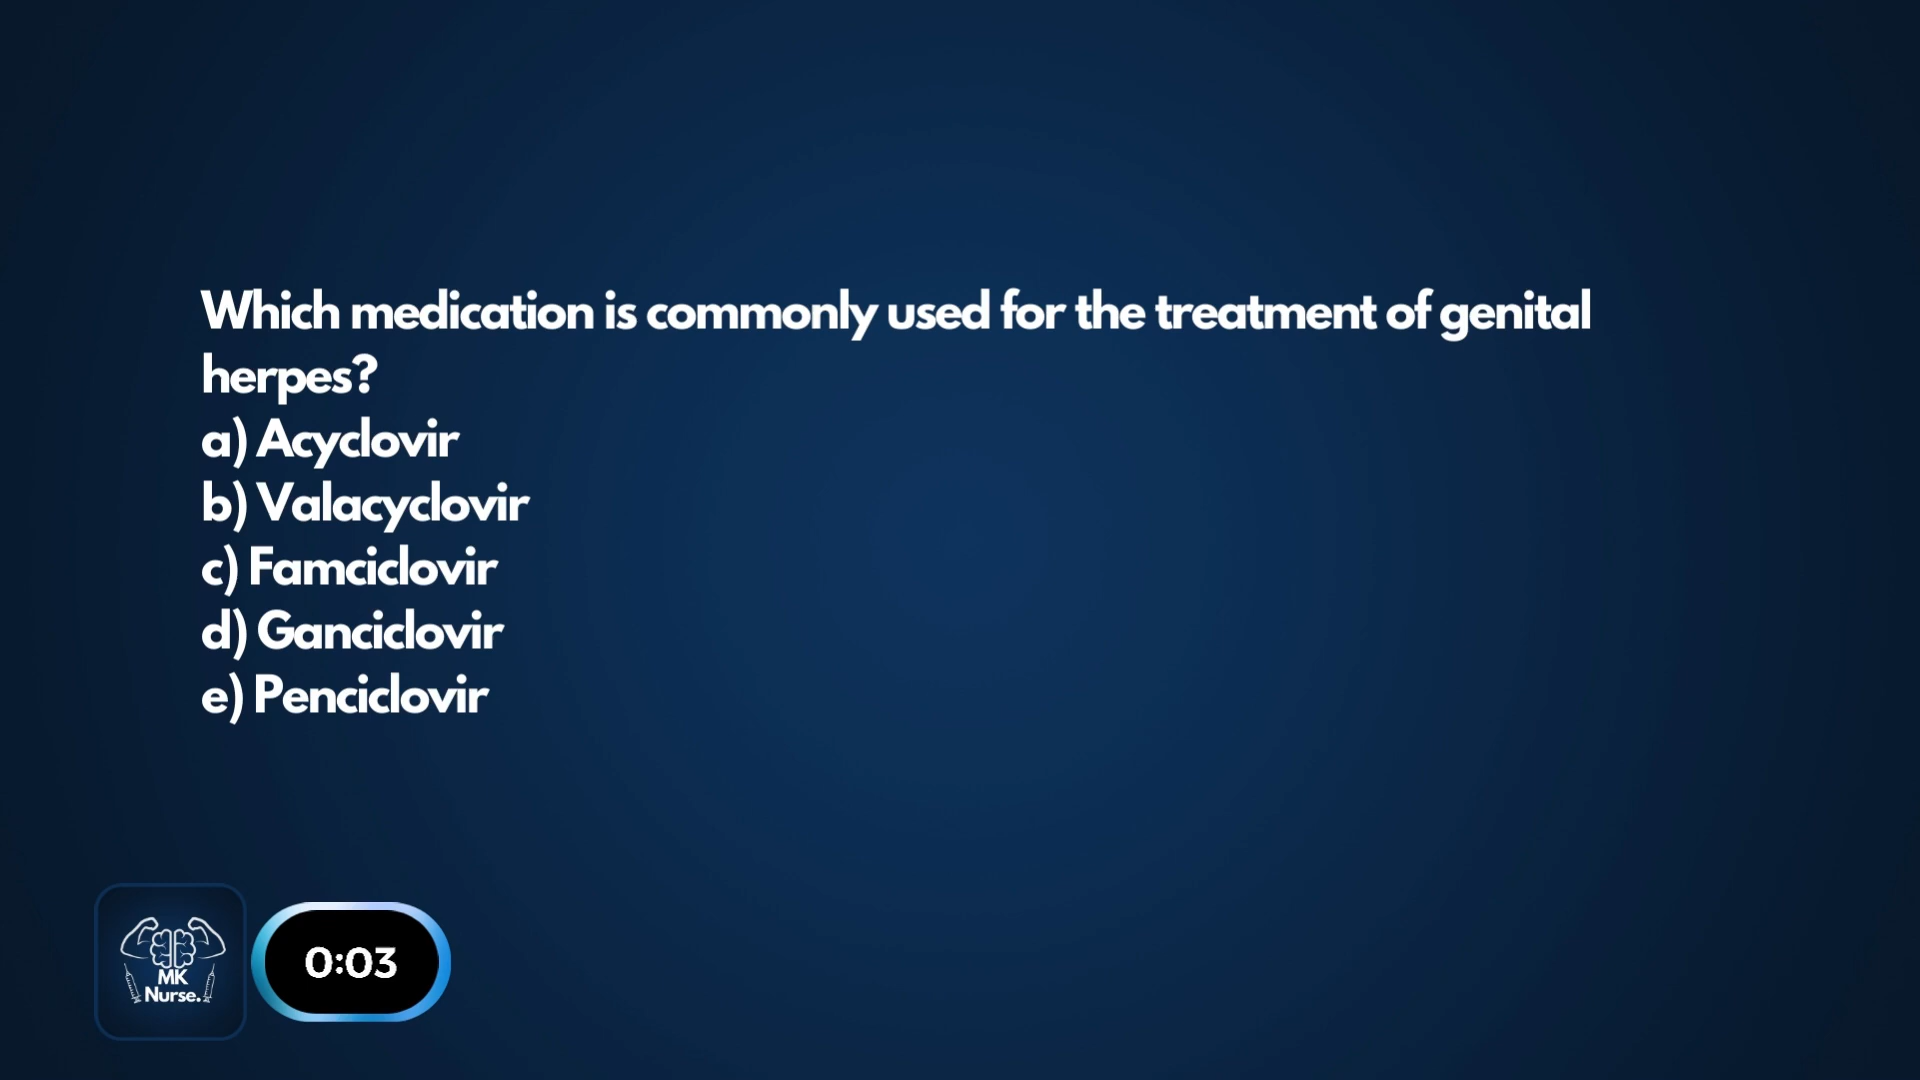 Which medication is commonly used for the treatment of genital
herpes?
a) Acyclovir
b) Valacyclovir
c) Famciclovir
d) Ganciclovir
e) Penciclovir
MK
Nurse.
0:03